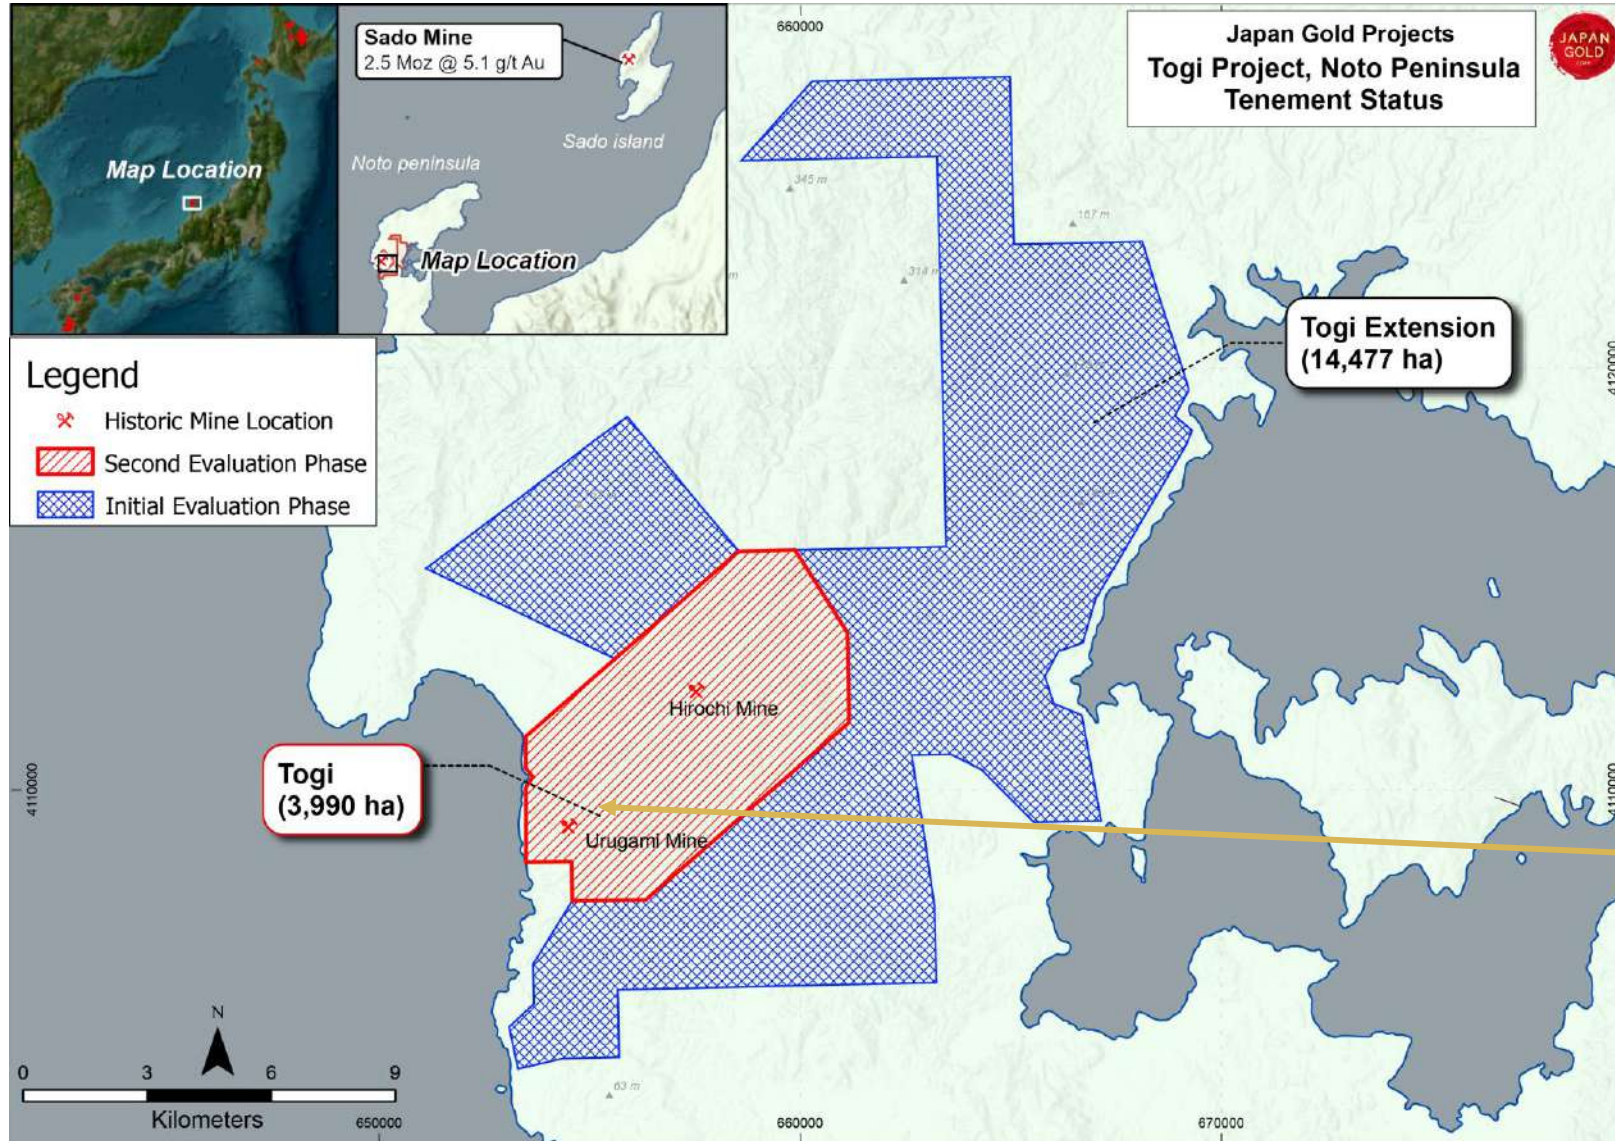 Japan Gold Projects
Togi Project, Noto Peninsula
Tenement Status
JAPAN
GOLD
Sado Mine
2.5 Moz @ 5.1 g/t Au
Sado island
Noto peninsula
Map Location
Map Location
Legend
Historic Mine Location
Second Evaluation Phase
Initial Evaluation Phase
660000
345 m
167 m
314 m
Togi Extension
(14,477 ha)
4120000
Hirochi Mine
Togi
(3,990 ha)
Urugami Mine
4110000
4110000
63 m
N
0 3 6 9
Kilometers
650000
660000
670000